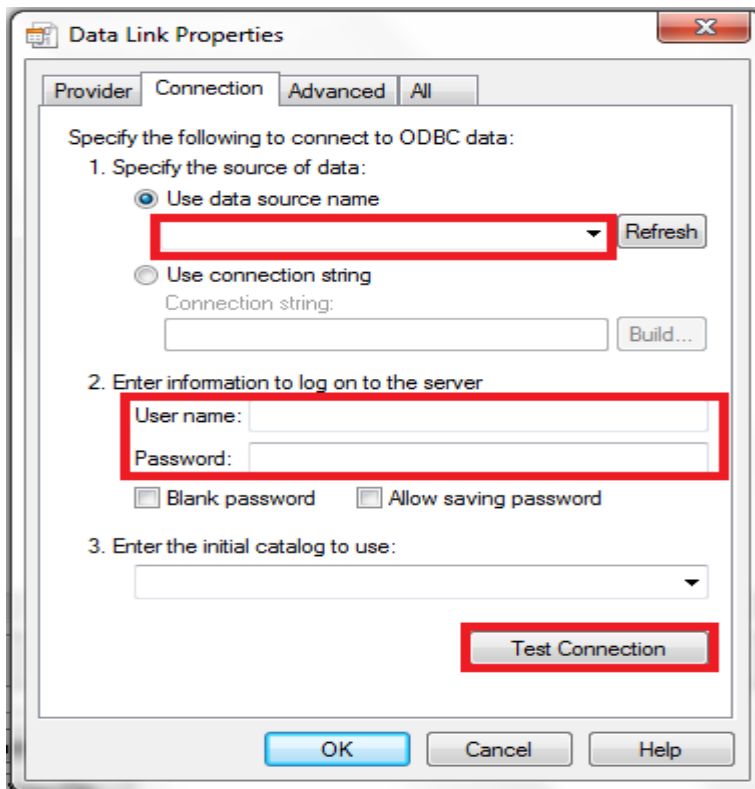 Data Link Properties
Provider Connection Advanced All
Specify the following to connect to ODBC data:
1. Specify the source of data:
Use data source name
Refresh
Use connection string
Connection string:
Build...
2. Enter information to log on to the server
User name:
Password:
Blank password Allow saving password
3. Enter the initial catalog to use:
Test Connection
OK Cancel Help